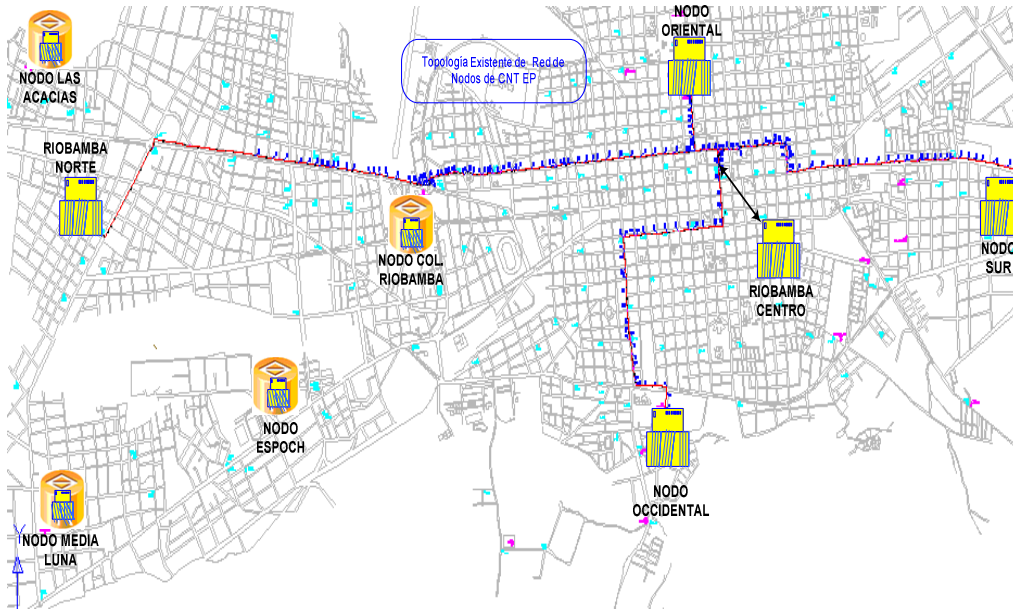 NODO
ORIENTAL
Topología Existente de Red de
Nodos de CNT EP
NODO LAS
ACACIAS
RIOBAMBA
NORTE
NODO COL.
RIOBAMBA
NODO
SUR
RIOBAMBA
CENTRO
NODO
ESPOCH
NODO
OCCIDENTAL
NODO MEDIA
LUNA
Y